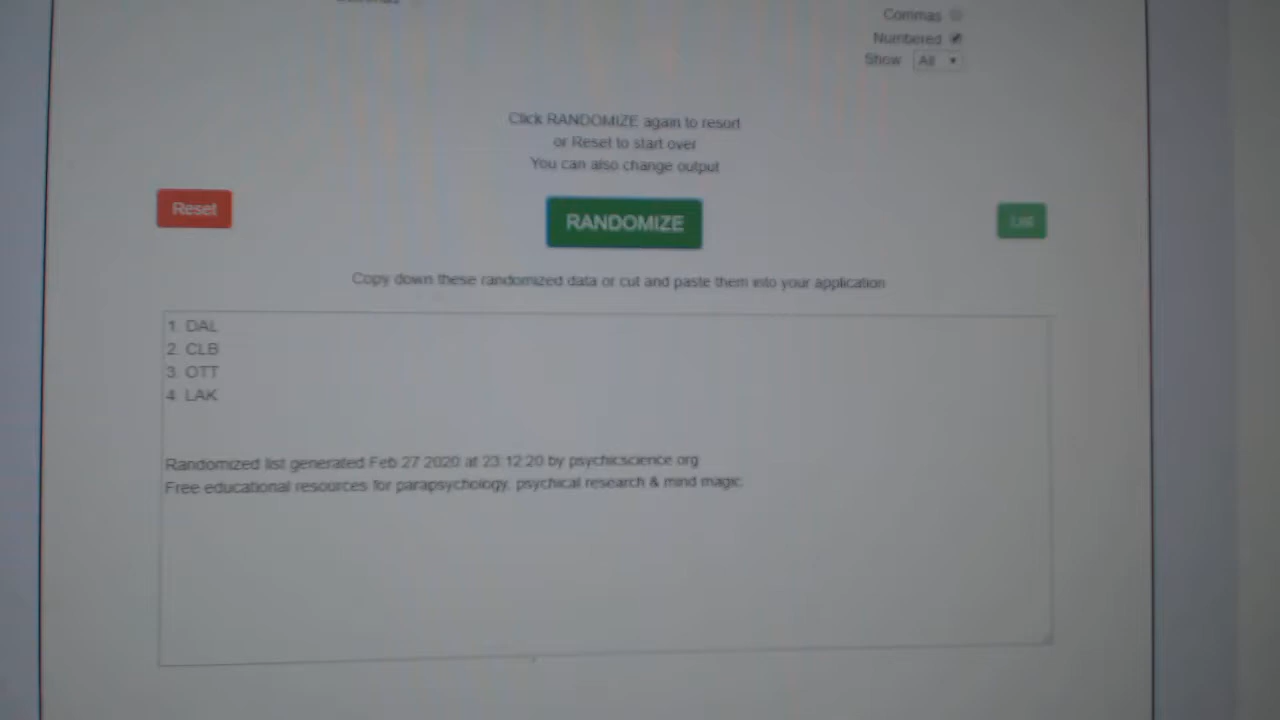 Commas
Numbered
Show All
Click RANDOMIZE again to resort
or Reset to start over
You can also change output
Reset
RANDOMIZE
List
Copy down these randomized data or cut and paste them into your application
1. DAL
2. CLB
3. OTT
4. LAK
Randomized list generated Feb 27 2020 at 23:12:20 by psychicscience.org
Free educational resources for parapsychology, psychical research & mind magic.